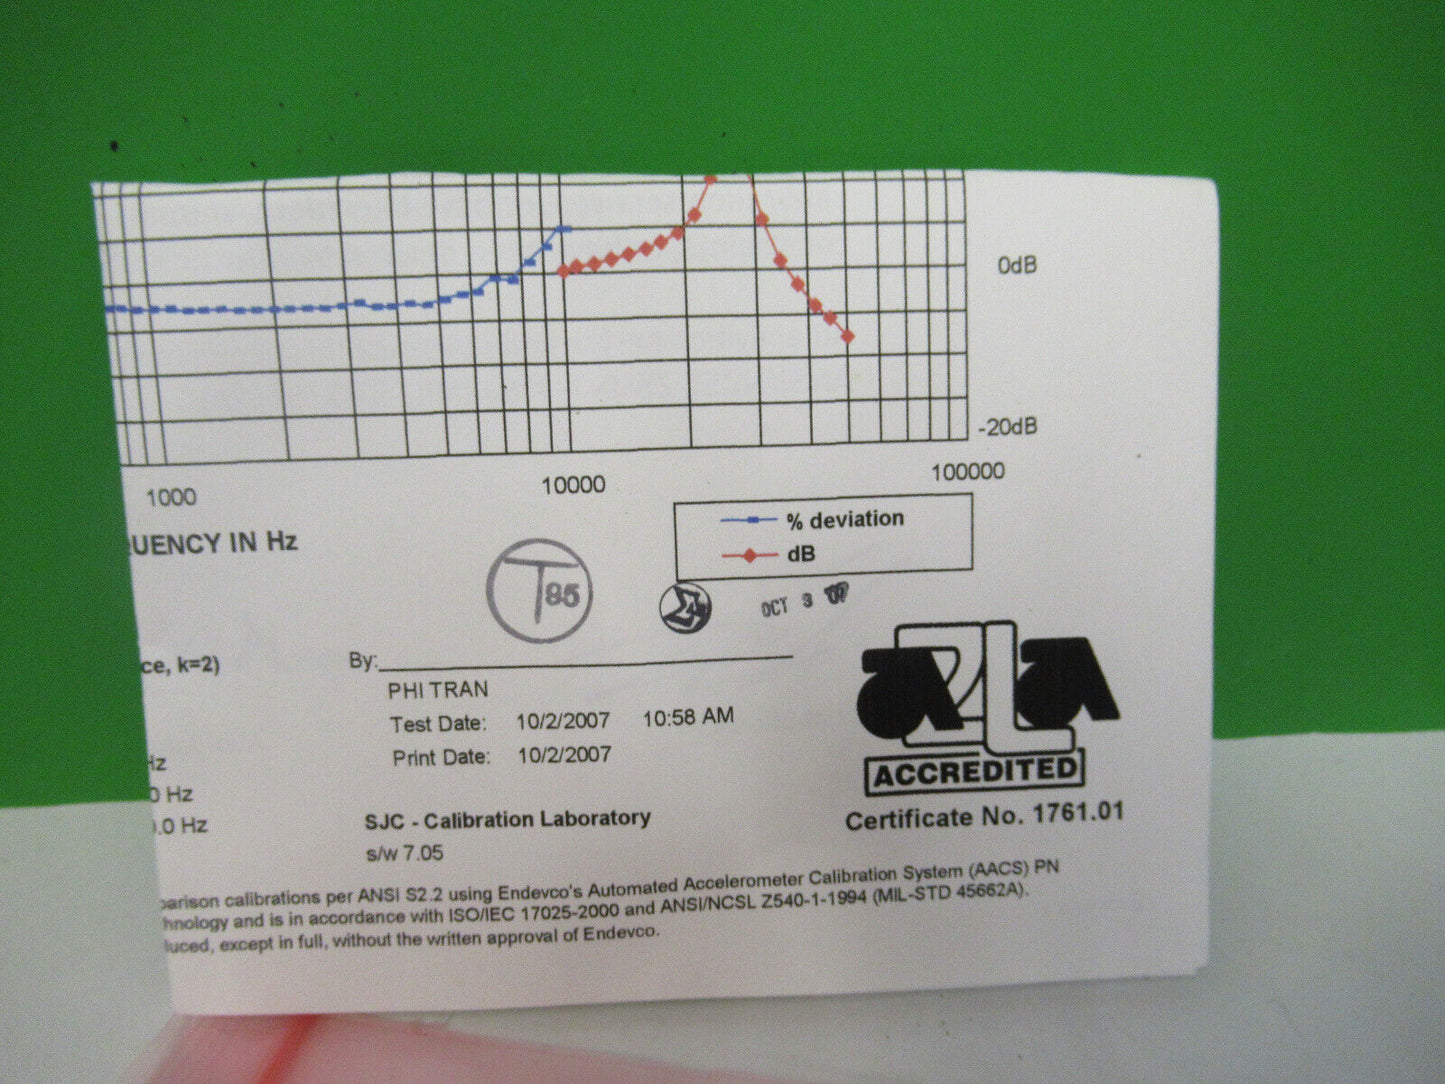 0dB
-20dB
1000 10000 100000
QUENCY IN Hz
% deviation
dB
T 85
OCT 3 07
ce, k=2)
By:
PHI TRAN
Test Date: 10/2/2007 10:58 AM
Print Date: 10/2/2007
Hz
0 Hz
0.0 Hz
SJC - Calibration Laboratory
s/w 7.05
A2LA
ACCREDITED
Certificate No. 1761.01
parison calibrations per ANSI S2.2 using Endevco's Automated Accelerometer Calibration System (AACS) PN
hnology and is in accordance with ISO/IEC 17025-2000 and ANSI/NCSL Z540-1-1994 (MIL-STD 45662A).
luced, except in full, without the written approval of Endevco.